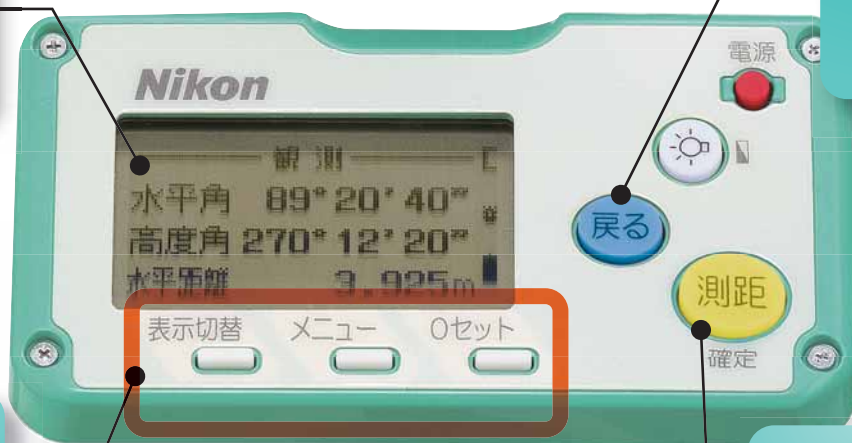 Nikon
電源
観測
水平角 89° 20' 40"
高度角 270° 12' 20"
水平距離 3.925m
戻る
測距
確定
表示切替 メニュー 0セット